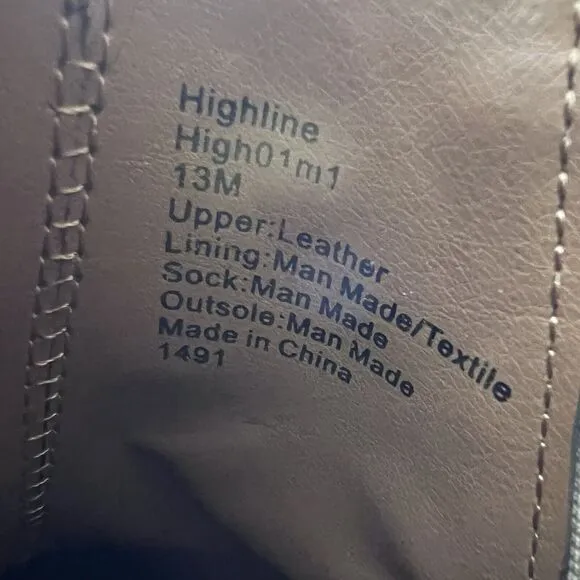 Highline
High01m1
13M
Upper:Leather
Lining:Man Made/Textile
Sock:Man Made
Outsole:Man Made
Made in China
1491